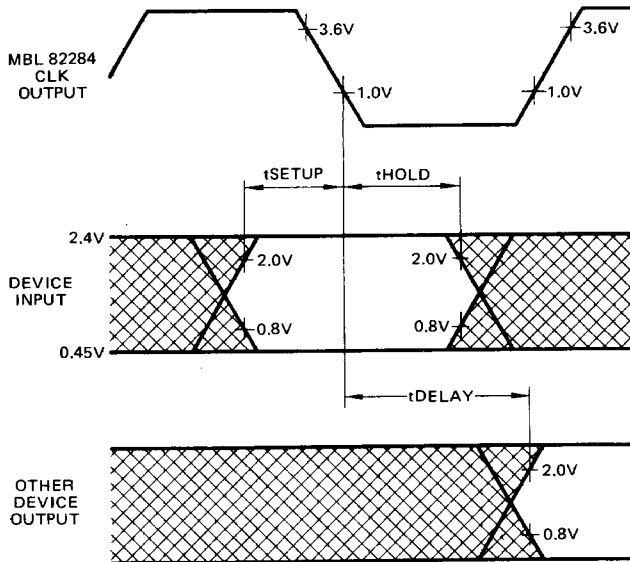 3.6V
3.6V
MBL 82284
CLK
OUTPUT
1.0V
1.0V
tSETUP
tHOLD
2.4V
2.0V
2.0V
DEVICE
INPUT
0.8V
0.8V
0.45V
tDELAY
2.0V
OTHER
DEVICE
OUTPUT
0.8V